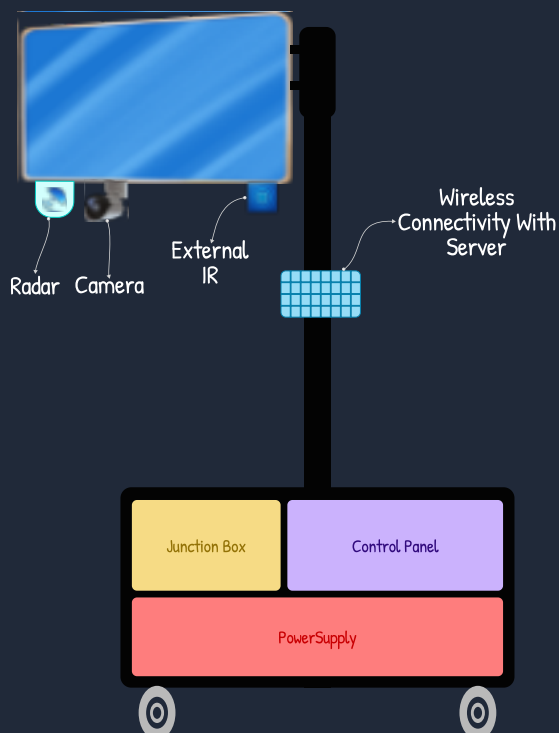 Wireless
Connectivity With
Server
External
IR
Radar
Camera
Junction Box
Control Panel
PowerSupply